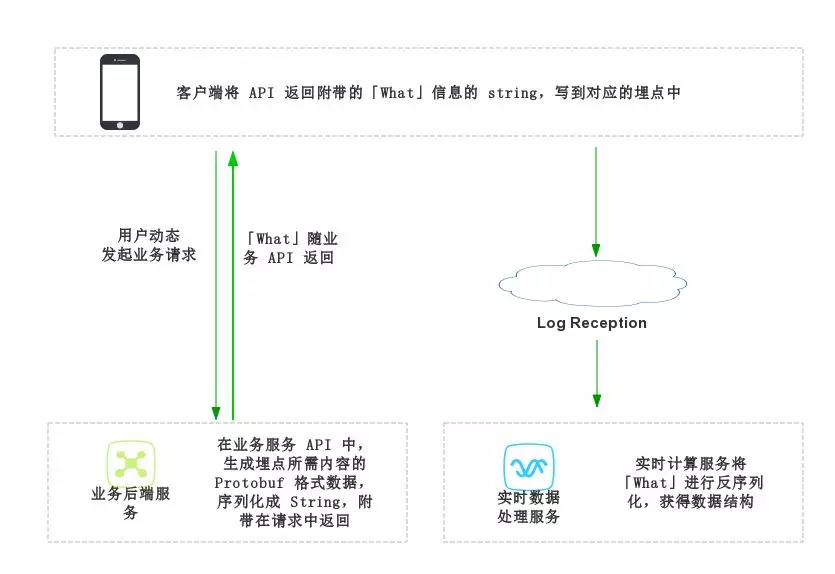 客户端将 API 返回附带的「What」信息的 string，写到对应的埋点中
用户动态
发起业务请求
「What」随业
务 API 返回
Log Reception
业务后端服
务
在业务服务 API 中，
生成埋点所需内容的
Protobuf 格式数据，
序列化成 String，附
带在请求中返回
实时数据
处理服务
实时计算服务将
「What」进行反序列
化，获得数据结构